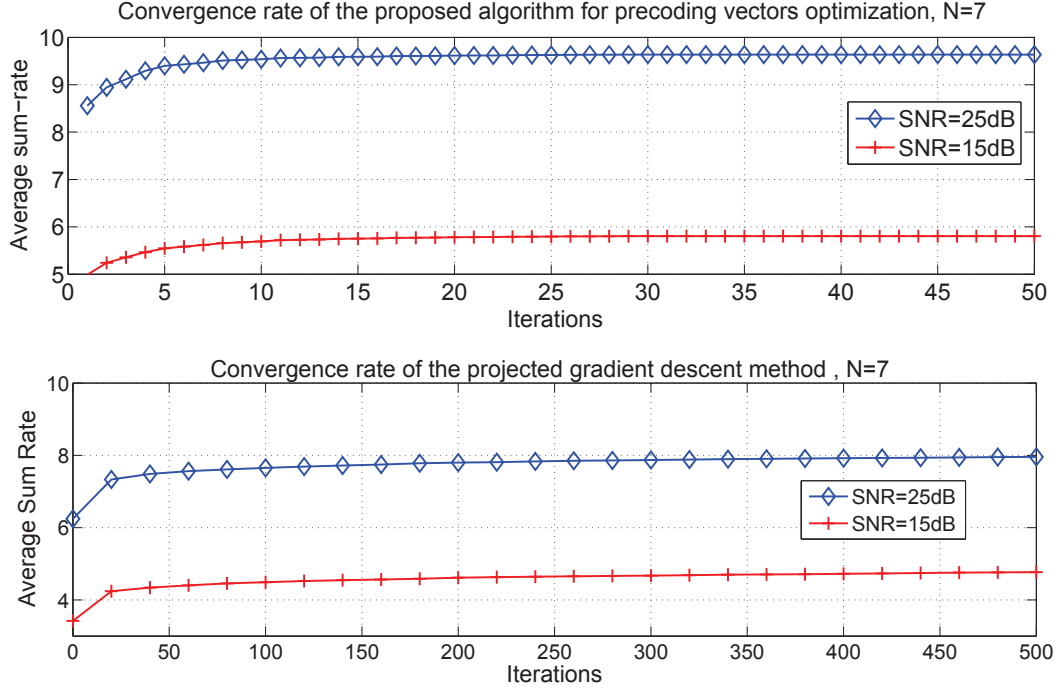 Convergence rate of the proposed algorithm for precoding vectors optimization, N=7
10
9
8
7
6
5
Average sum-rate
SNR=25dB
SNR=15dB
0 5 10 15 20 25 30 35 40 45 50
Iterations
Convergence rate of the projected gradient descent method , N=7
10
8
6
4
Average Sum Rate
SNR=25dB
SNR=15dB
0 50 100 150 200 250 300 350 400 450 500
Iterations